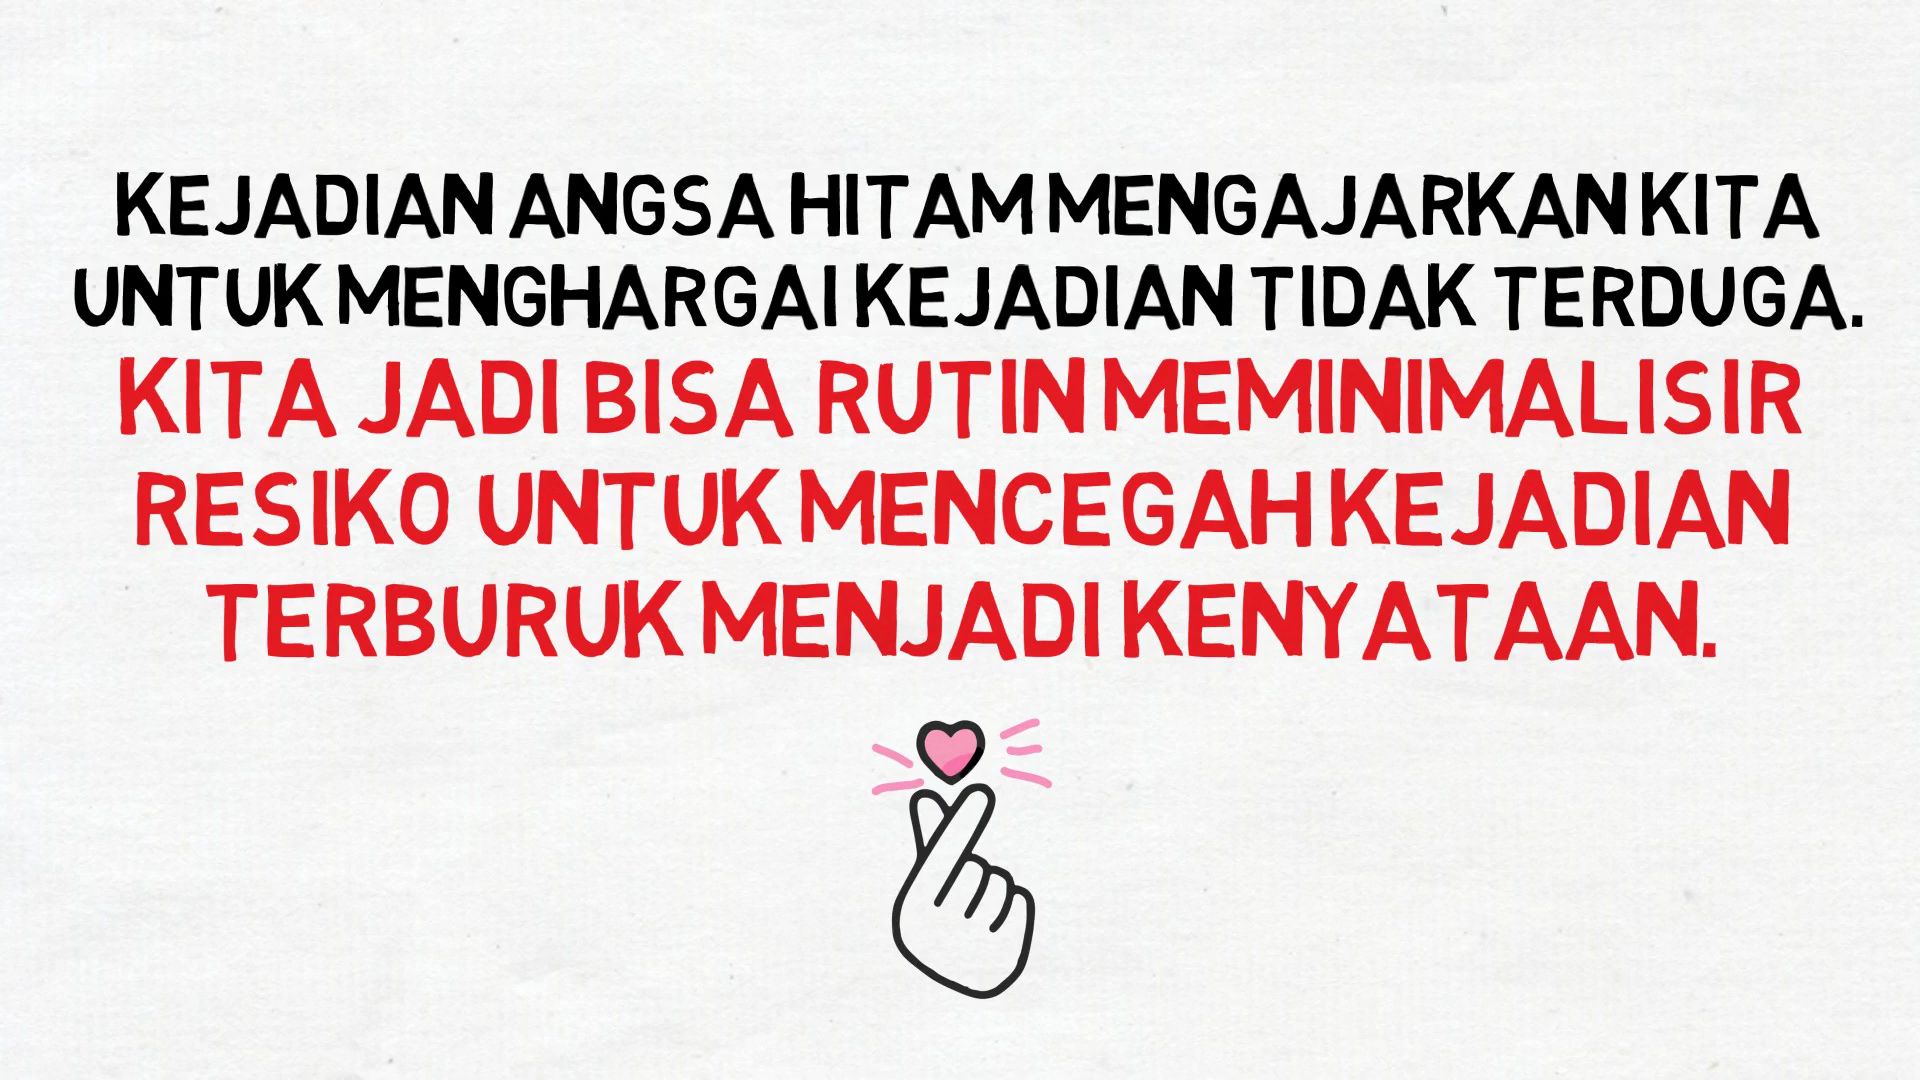 KEJADIAN ANGSA HITAM MENGAJARKAN KITA
UNTUK MENGHARGAI KEJADIAN TIDAK TERDUGA.
KITA JADI BISA RUTIN MEMINIMALISIR
RESIKO UNTUK MENCEGAH KEJADIAN
TERBURUK MENJADI KENYATAAN.